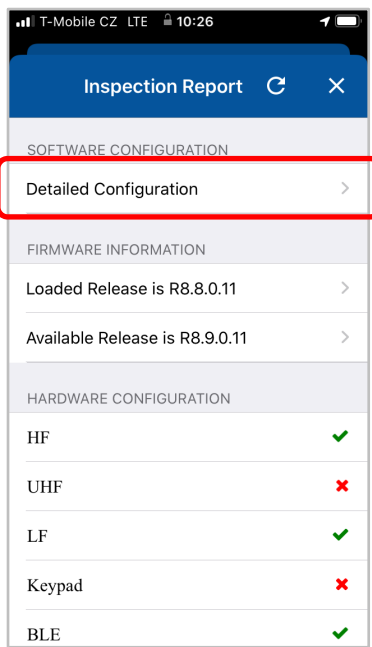 T-Mobile CZ LTE 10:26
Inspection Report
SOFTWARE CONFIGURATION
Detailed Configuration
FIRMWARE INFORMATION
Loaded Release is R8.8.0.11
Available Release is R8.9.0.11
HARDWARE CONFIGURATION
HF
UHF
LF
Keypad
BLE